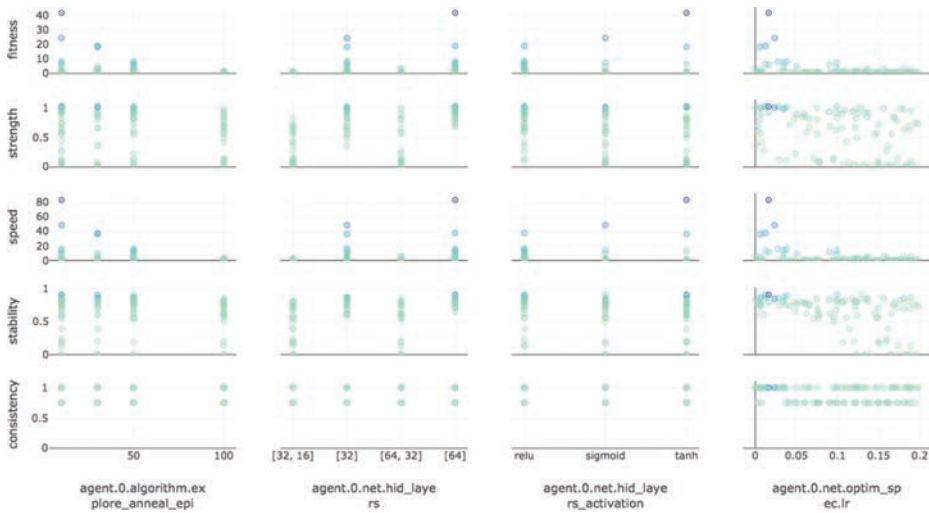 fitness
40
30
20
10
0
strength
1
0.5
0
speed
80
60
40
20
0
stability
1
0.5
0
consistency
1
0.5
0
50 100 [32, 16] [32] [64, 32] [64] relu sigmoid tanh 0 0.05 0.1 0.15 0.2
agent.0.algorithm.ex agent.0.net.hid_laye agent.0.net.hid_laye agent.0.net.optim_sp
plore_anneal_epi rs rs_activation ec.lr